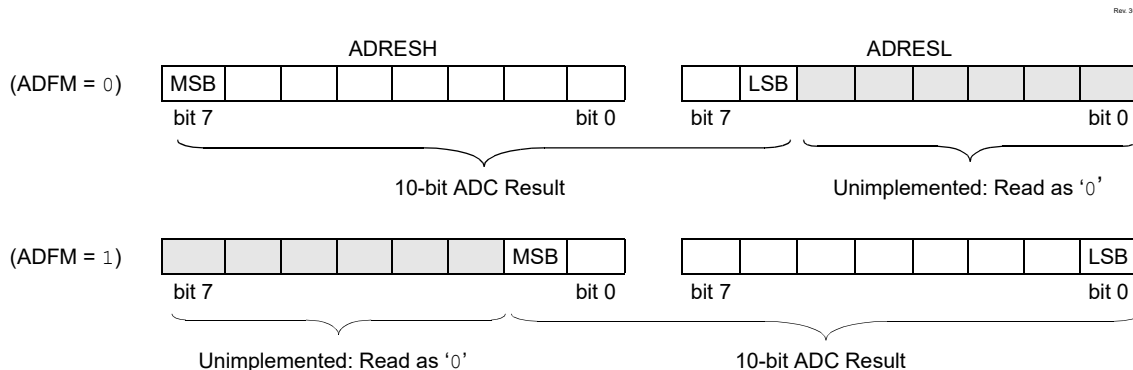 Rev. 3
ADRESH ADRESL
(ADFM = 0) MSB LSB
bit 7 bit 0 bit 7 bit 0
10-bit ADC Result Unimplemented: Read as ‘0’
(ADFM = 1) MSB LSB
bit 7 bit 0 bit 7 bit 0
Unimplemented: Read as ‘0’ 10-bit ADC Result